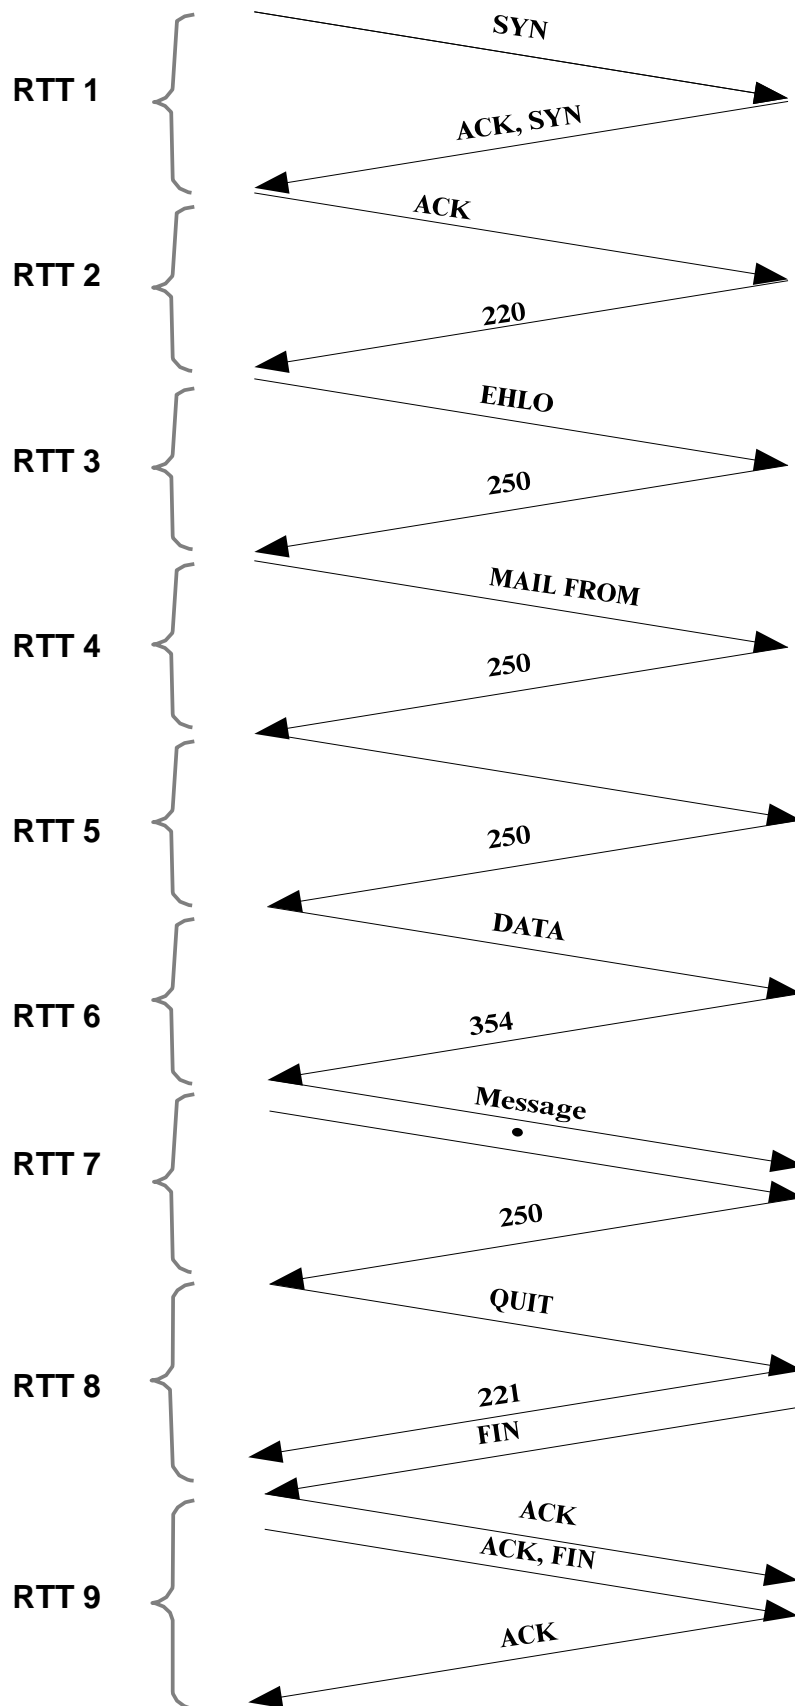 SYN
RTT 1
ACK, SYN
ACK
RTT 2
220
EHLO
RTT 3
250
MAIL FROM
RTT 4
250
RTT 5
250
DATA
RTT 6
354
Message
.
RTT 7
250
QUIT
RTT 8
221
FIN
ACK
ACK, FIN
RTT 9
ACK